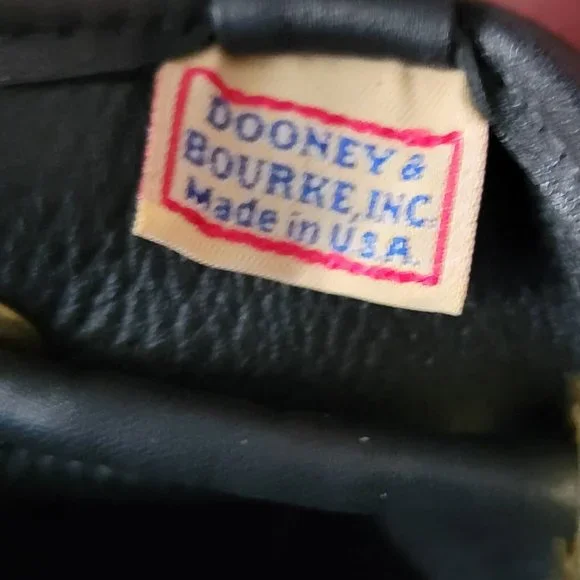 DOONEY &
BOURKE, INC.
Made in U.S.A.